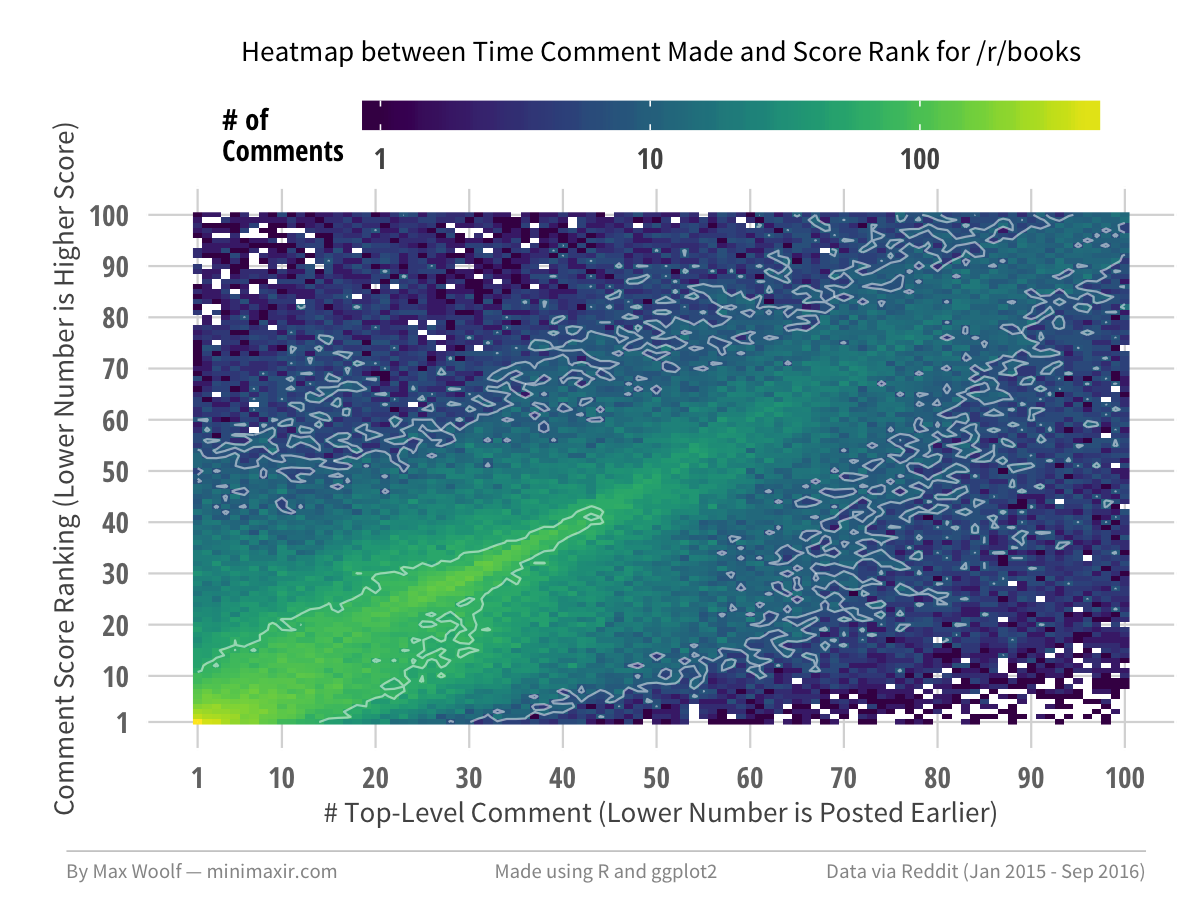 Heatmap between Time Comment Made and Score Rank for /r/books
# of
Comments
1 10 100
Comment Score Ranking (Lower Number is Higher Score)
100
90
80
70
60
50
40
30
20
10
1
1 10 20 30 40 50 60 70 80 90 100
# Top-Level Comment (Lower Number is Posted Earlier)
By Max Woolf — minimaxir.com
Made using R and ggplot2
Data via Reddit (Jan 2015 - Sep 2016)